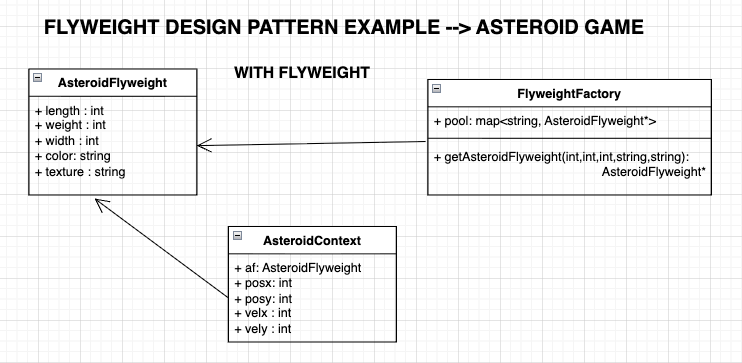 FLYWEIGHT DESIGN PATTERN EXAMPLE --> ASTEROID GAME
WITH FLYWEIGHT
AsteroidFlyweight
+ length : int
+ weight : int
+ width : int
+ color: string
+ texture : string
FlyweightFactory
+ pool: map<string, AsteroidFlyweight*>
+ getAsteroidFlyweight(int,int,int,string,string):
AsteroidFlyweight*
AsteroidContext
+ af: AsteroidFlyweight
+ posx: int
+ posy: int
+ velx : int
+ vely : int